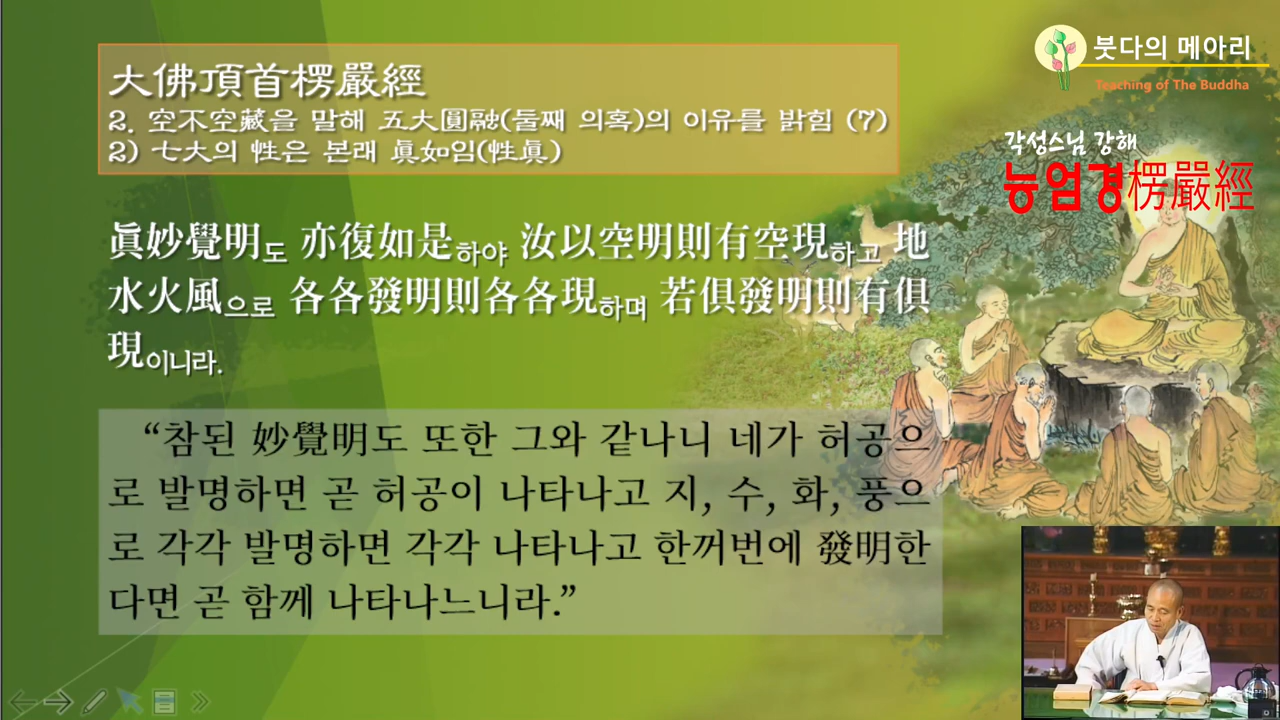 大佛頂首楞嚴經
2. 空不空藏을 말해 五大圓融(둘째 의혹)의 이유를 밝힘 (7)
2) 七大의 性은 본래 眞如임(性眞)
眞妙覺明도 亦復如是하야 汝以空明則有空現하고 地
水火風으로 各各發明則各各現하며 若俱發明則有俱
現이니라.
“참된 妙覺明도 또한 그와 같나니 네가 허공으
로 발명하면 곧 허공이 나타나고 지, 수, 화, 풍으
로 각각 발명하면 각각 나타나고 한꺼번에 發明한
다면 곧 함께 나타나느니라.”
붓다의 메아리
Teaching of The Buddha
각성스님 강해
능엄경楞嚴經